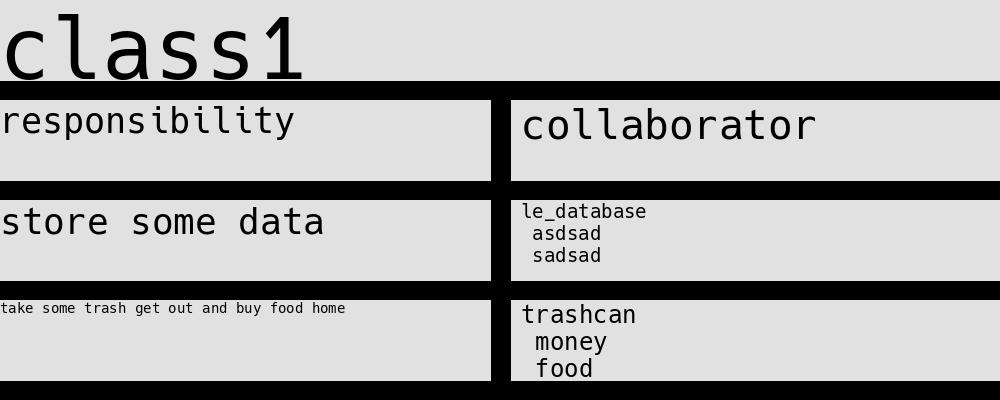 class1
responsibility
collaborator
store some data
le_database
asdsad
sadsad
take some trash get out and buy food home
trashcan
money
food